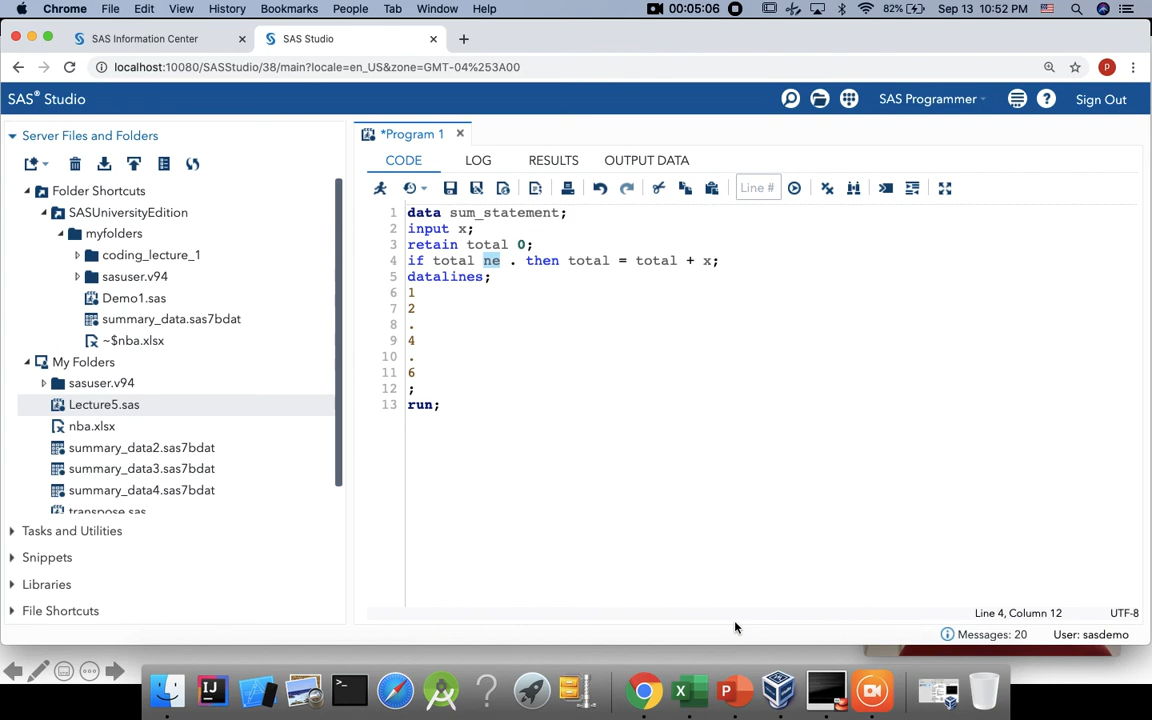 Chrome File Edit View History Bookmarks People Tab Window Help 00:05:06 82% Sep 13 10:52 PM
SAS Information Center SAS Studio
localhost:10080/SASStudio/38/main?locale=en_US&zone=GMT-04%253A00 P
SAS® Studio SAS Programmer Sign Out
Server Files and Folders
*Program 1
CODE LOG RESULTS OUTPUT DATA
Line #
Folder Shortcuts
SASUniversityEdition
myfolders
coding_lecture_1
sasuser.v94
Demo1.sas
summary_data.sas7bdat
~$nba.xlsx
My Folders
sasuser.v94
Lecture5.sas
nba.xlsx
summary_data2.sas7bdat
summary_data3.sas7bdat
summary_data4.sas7bdat
transpose.sas
Tasks and Utilities
Snippets
Libraries
File Shortcuts
1 data sum_statement;
2 input x;
3 retain total 0;
4 if total ne . then total = total + x;
5 datalines;
6 1
7 2
8 .
9 4
10 .
11 6
12 ;
13 run;
Line 4, Column 12 UTF-8
Messages: 20 User: sasdemo